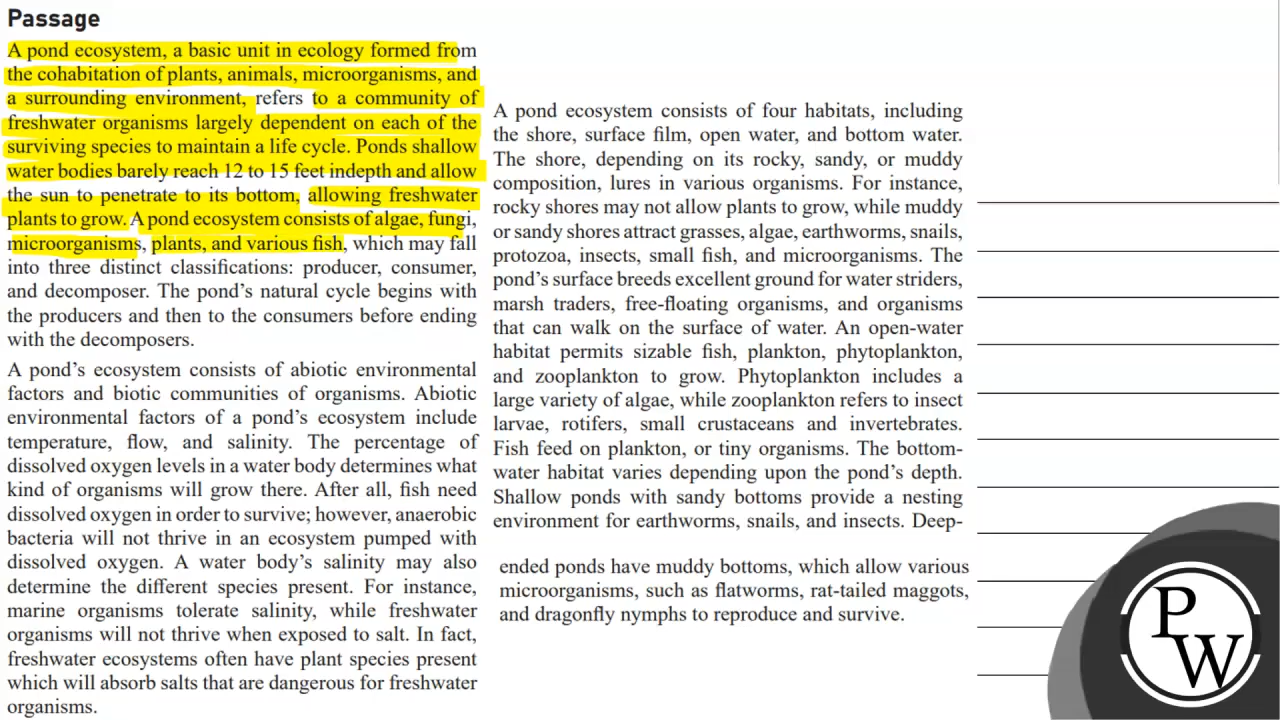 Passage
A pond ecosystem, a basic unit in ecology formed from
the cohabitation of plants, animals, microorganisms, and
a surrounding environment, refers to a community of
freshwater organisms largely dependent on each of the
surviving species to maintain a life cycle. Ponds shallow
water bodies barely reach 12 to 15 feet indepth and allow
the sun to penetrate to its bottom, allowing freshwater
plants to grow. A pond ecosystem consists of algae, fungi,
microorganisms, plants, and various fish, which may fall
into three distinct classifications: producer, consumer,
and decomposer. The pond’s natural cycle begins with
the producers and then to the consumers before ending
with the decomposers.
A pond’s ecosystem consists of abiotic environmental
factors and biotic communities of organisms. Abiotic
environmental factors of a pond’s ecosystem include
temperature, flow, and salinity. The percentage of
dissolved oxygen levels in a water body determines what
kind of organisms will grow there. After all, fish need
dissolved oxygen in order to survive; however, anaerobic
bacteria will not thrive in an ecosystem pumped with
dissolved oxygen. A water body’s salinity may also
determine the different species present. For instance,
marine organisms tolerate salinity, while freshwater
organisms will not thrive when exposed to salt. In fact,
freshwater ecosystems often have plant species present
which will absorb salts that are dangerous for freshwater
organisms.
A pond ecosystem consists of four habitats, including
the shore, surface film, open water, and bottom water.
The shore, depending on its rocky, sandy, or muddy
composition, lures in various organisms. For instance,
rocky shores may not allow plants to grow, while muddy
or sandy shores attract grasses, algae, earthworms, snails,
protozoa, insects, small fish, and microorganisms. The
pond’s surface breeds excellent ground for water striders,
marsh traders, free-floating organisms, and organisms
that can walk on the surface of water. An open-water
habitat permits sizable fish, plankton, phytoplankton,
and zooplankton to grow. Phytoplankton includes a
large variety of algae, while zooplankton refers to insect
larvae, rotifers, small crustaceans and invertebrates.
Fish feed on plankton, or tiny organisms. The bottom-
water habitat varies depending upon the pond’s depth.
Shallow ponds with sandy bottoms provide a nesting
environment for earthworms, snails, and insects. Deep-
ended ponds have muddy bottoms, which allow various
microorganisms, such as flatworms, rat-tailed maggots,
and dragonfly nymphs to reproduce and survive.
P
W